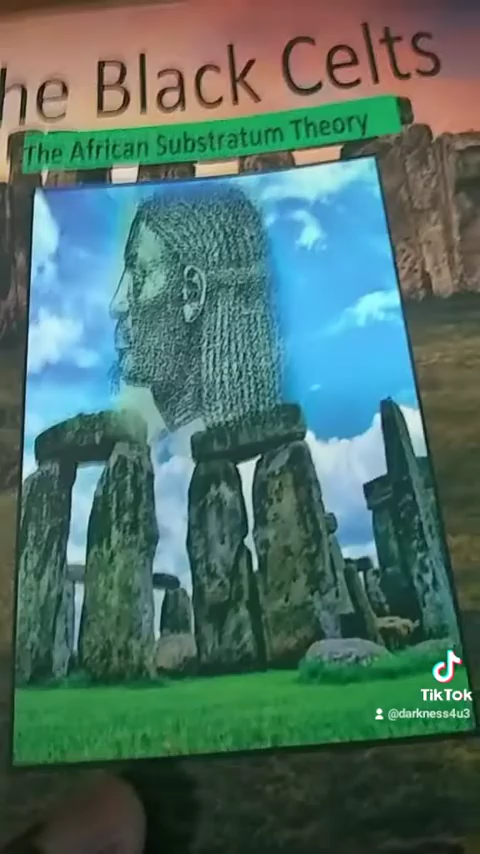 he Black Celts
The African Substratum Theory
TikTok
@darkness4u3